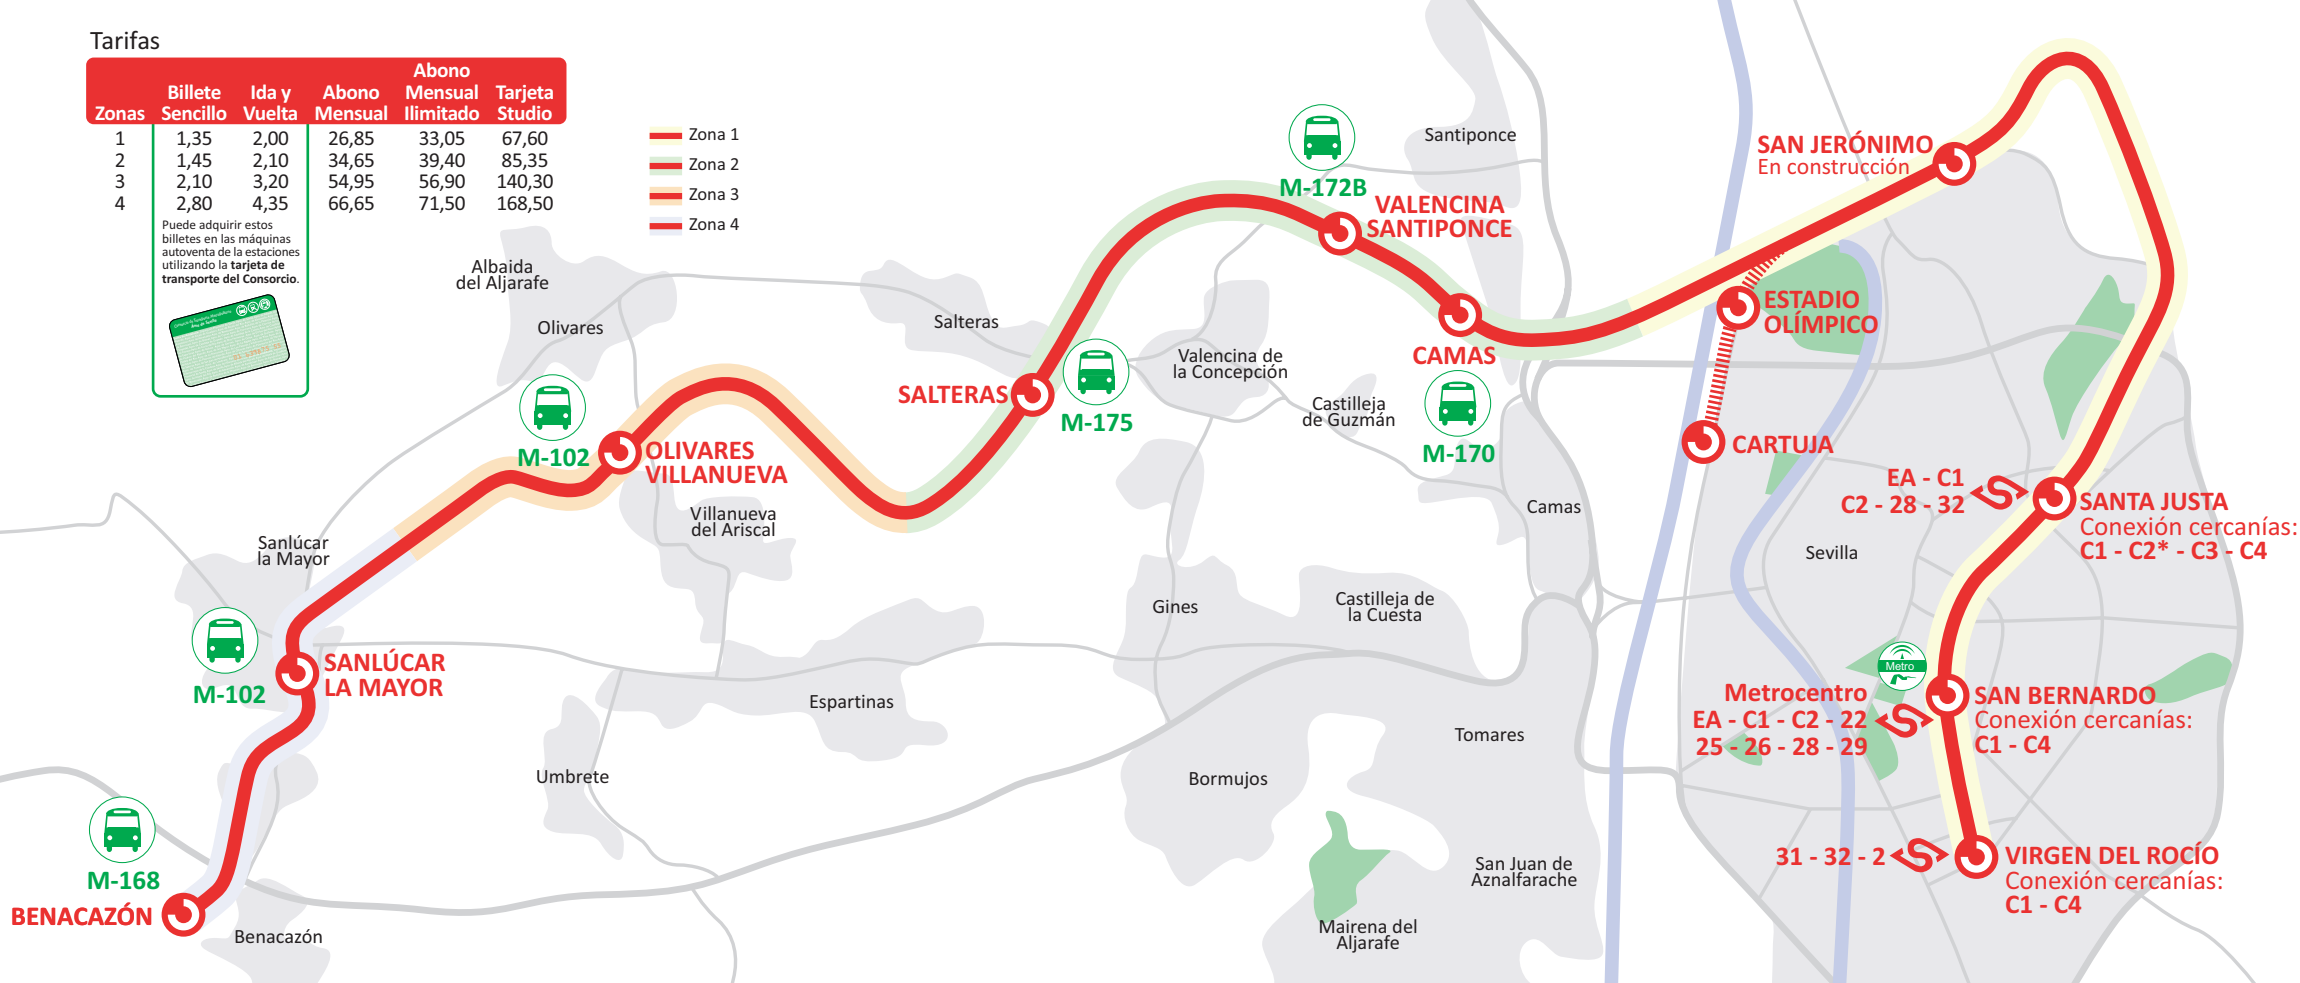 Tarifas
Zonas Billete Sencillo Ida y Vuelta Abono Mensual Abono Mensual Ilimitado Tarjeta Studio
1 1,35 2,00 26,85 33,05 67,60
2 1,45 2,10 34,65 39,40 85,35
3 2,10 3,20 54,95 56,90 140,30
4 2,80 4,35 66,65 71,50 168,50
Puede adquirir estos
billetes en las máquinas
autoventa de la estaciones
utilizando la tarjeta de
transporte del Consorcio.
Zona 1
Zona 2
Zona 3
Zona 4
Albaida
del Aljarafe
Olivares
M-102
OLIVARES
VILLANUEVA
Villanueva
del Ariscal
Sanlúcar
la Mayor
M-102
SANLÚCAR
LA MAYOR
M-168
BENACAZÓN
Benacazón
Umbrete
Espartinas
Salteras
SALTERAS
M-175
Valencina de
la Concepción
M-172B
Santiponce
VALENCINA
SANTIPONCE
CAMAS
M-170
Castilleja
de Guzmán
Camas
Gines
Castilleja de
la Cuesta
Tomares
Bormujos
San Juan de
Aznalfarache
Mairena del
Aljarafe
SAN JERÓNIMO
En construcción
ESTADIO
OLÍMPICO
CARTUJA
Sevilla
EA - C1
C2 - 28 - 32
SANTA JUSTA
Conexión cercanías:
C1 - C2* - C3 - C4
Metro
Metrocentro
EA - C1 - C2 - 22
25 - 26 - 28 - 29
SAN BERNARDO
Conexión cercanías:
C1 - C4
31 - 32 - 2
VIRGEN DEL ROCÍO
Conexión cercanías:
C1 - C4